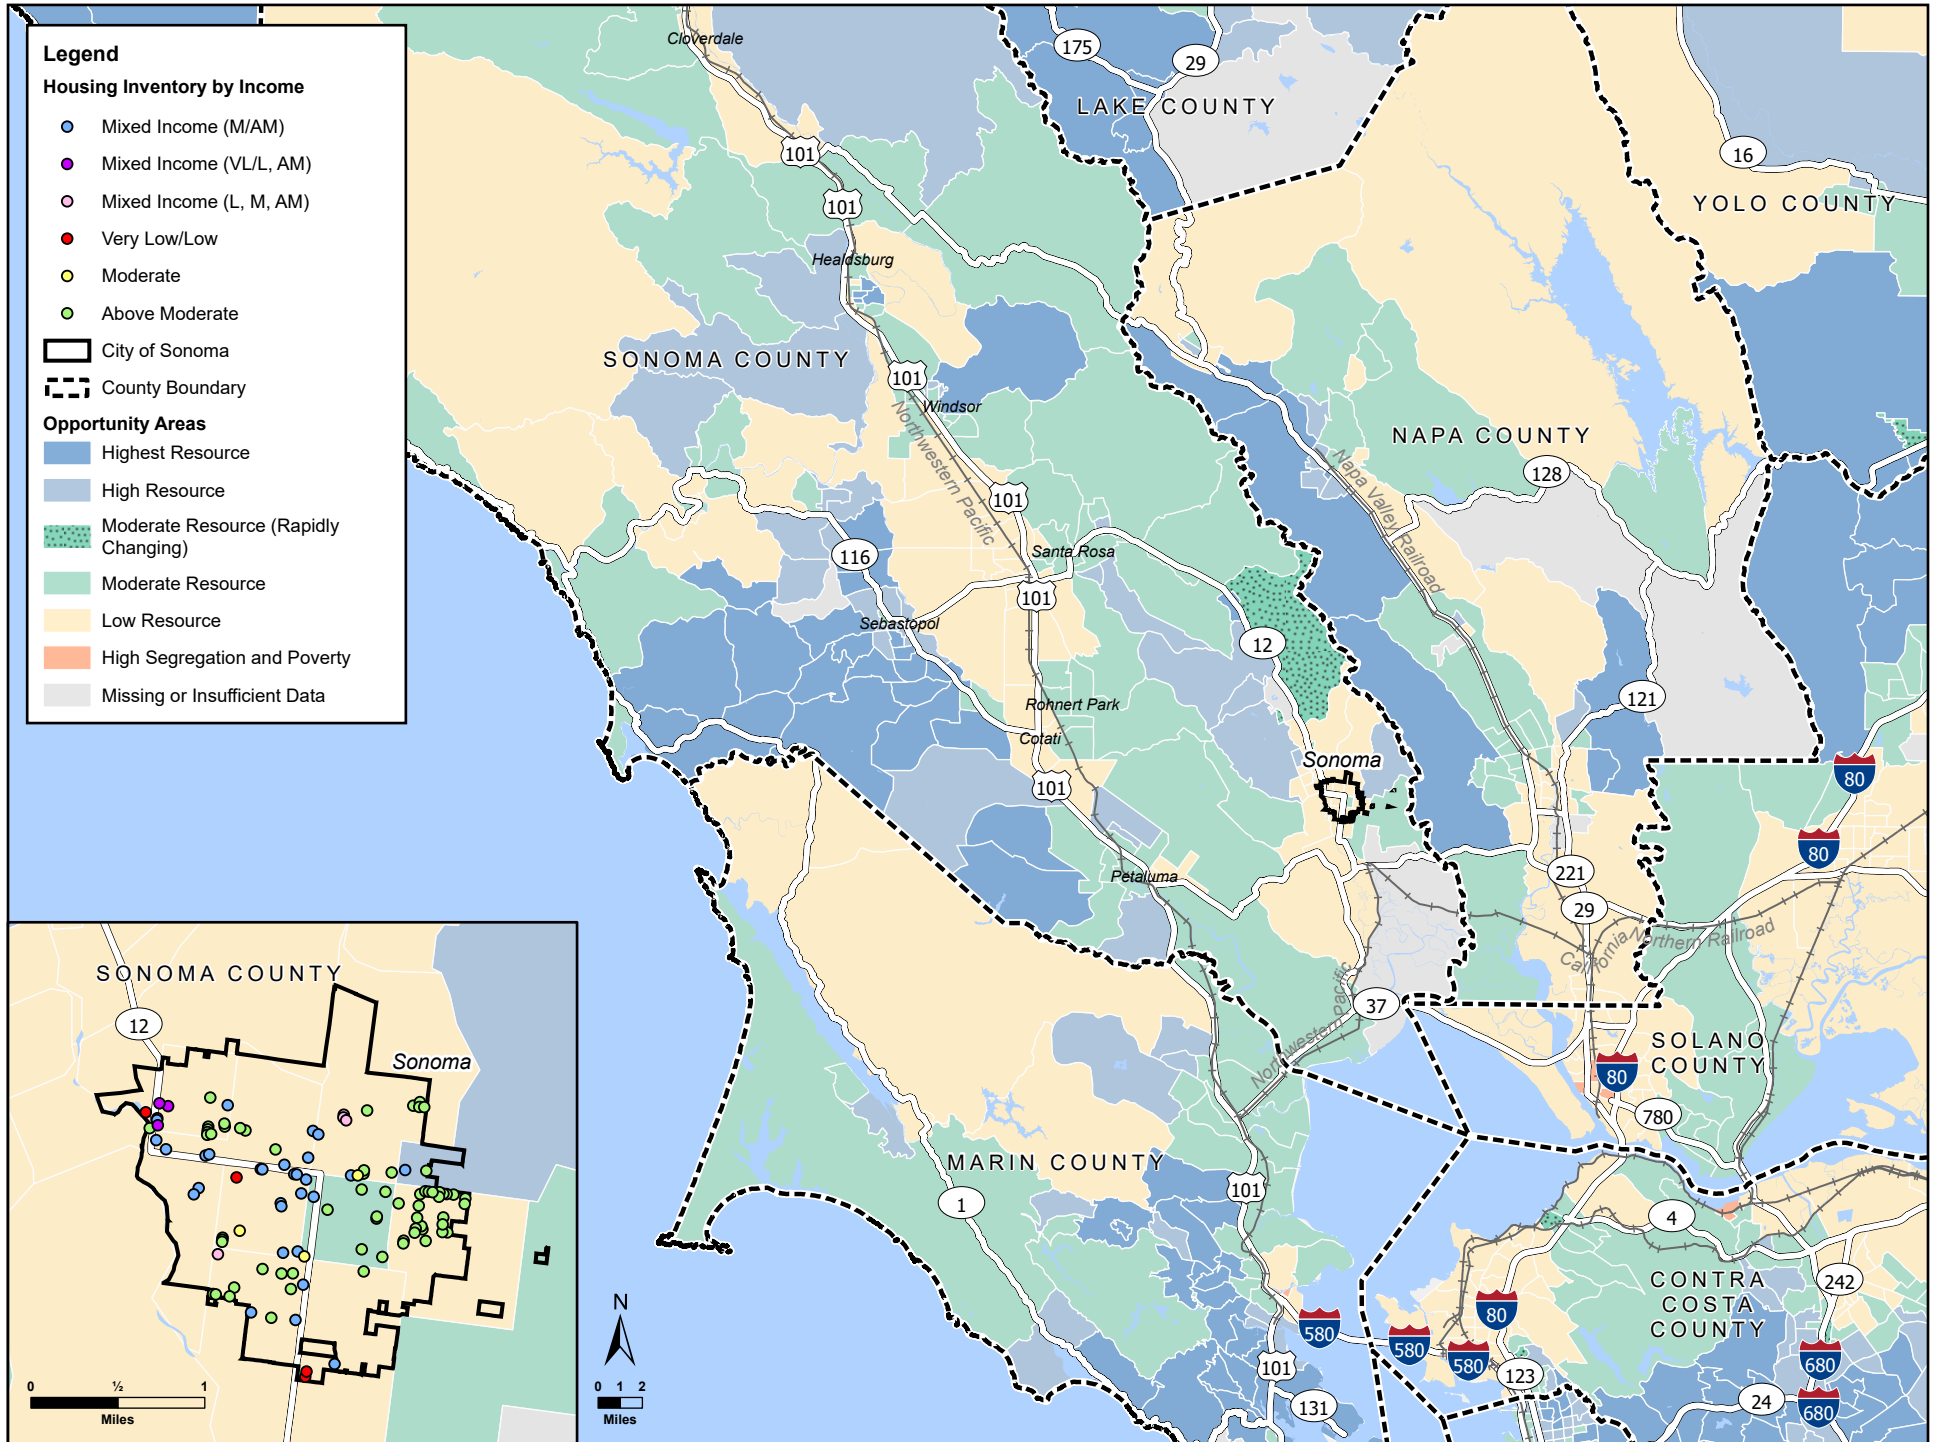 Legend
Housing Inventory by Income
Mixed Income (M/AM)
Mixed Income (VL/L, AM)
Mixed Income (L, M, AM)
Very Low/Low
Moderate
Above Moderate
City of Sonoma
County Boundary
Opportunity Areas
Highest Resource
High Resource
Moderate Resource (Rapidly
Changing)
Moderate Resource
Low Resource
High Segregation and Poverty
Missing or Insufficient Data
Cloverdale
175
29
LAKE COUNTY
16
YOLO COUNTY
101
101
Healdsburg
SONOMA COUNTY
101
Windsor
Northwestern Pacific
NAPA COUNTY
128
Napa Valley Railroad
101
116
Santa Rosa
101
Sebastopol
12
121
Rohnert Park
Cotati
101
Sonoma
80
80
Petaluma
221
29
California Northern Railroad
Northwestern Pacific
37
SOLANO
COUNTY
80
780
MARIN COUNTY
1
101
4
CONTRA
COSTA
COUNTY
242
80
580
580
580
680
101
123
131
24
680
SONOMA COUNTY
12
Sonoma
0 ½ 1
Miles
N
0 1 2
Miles